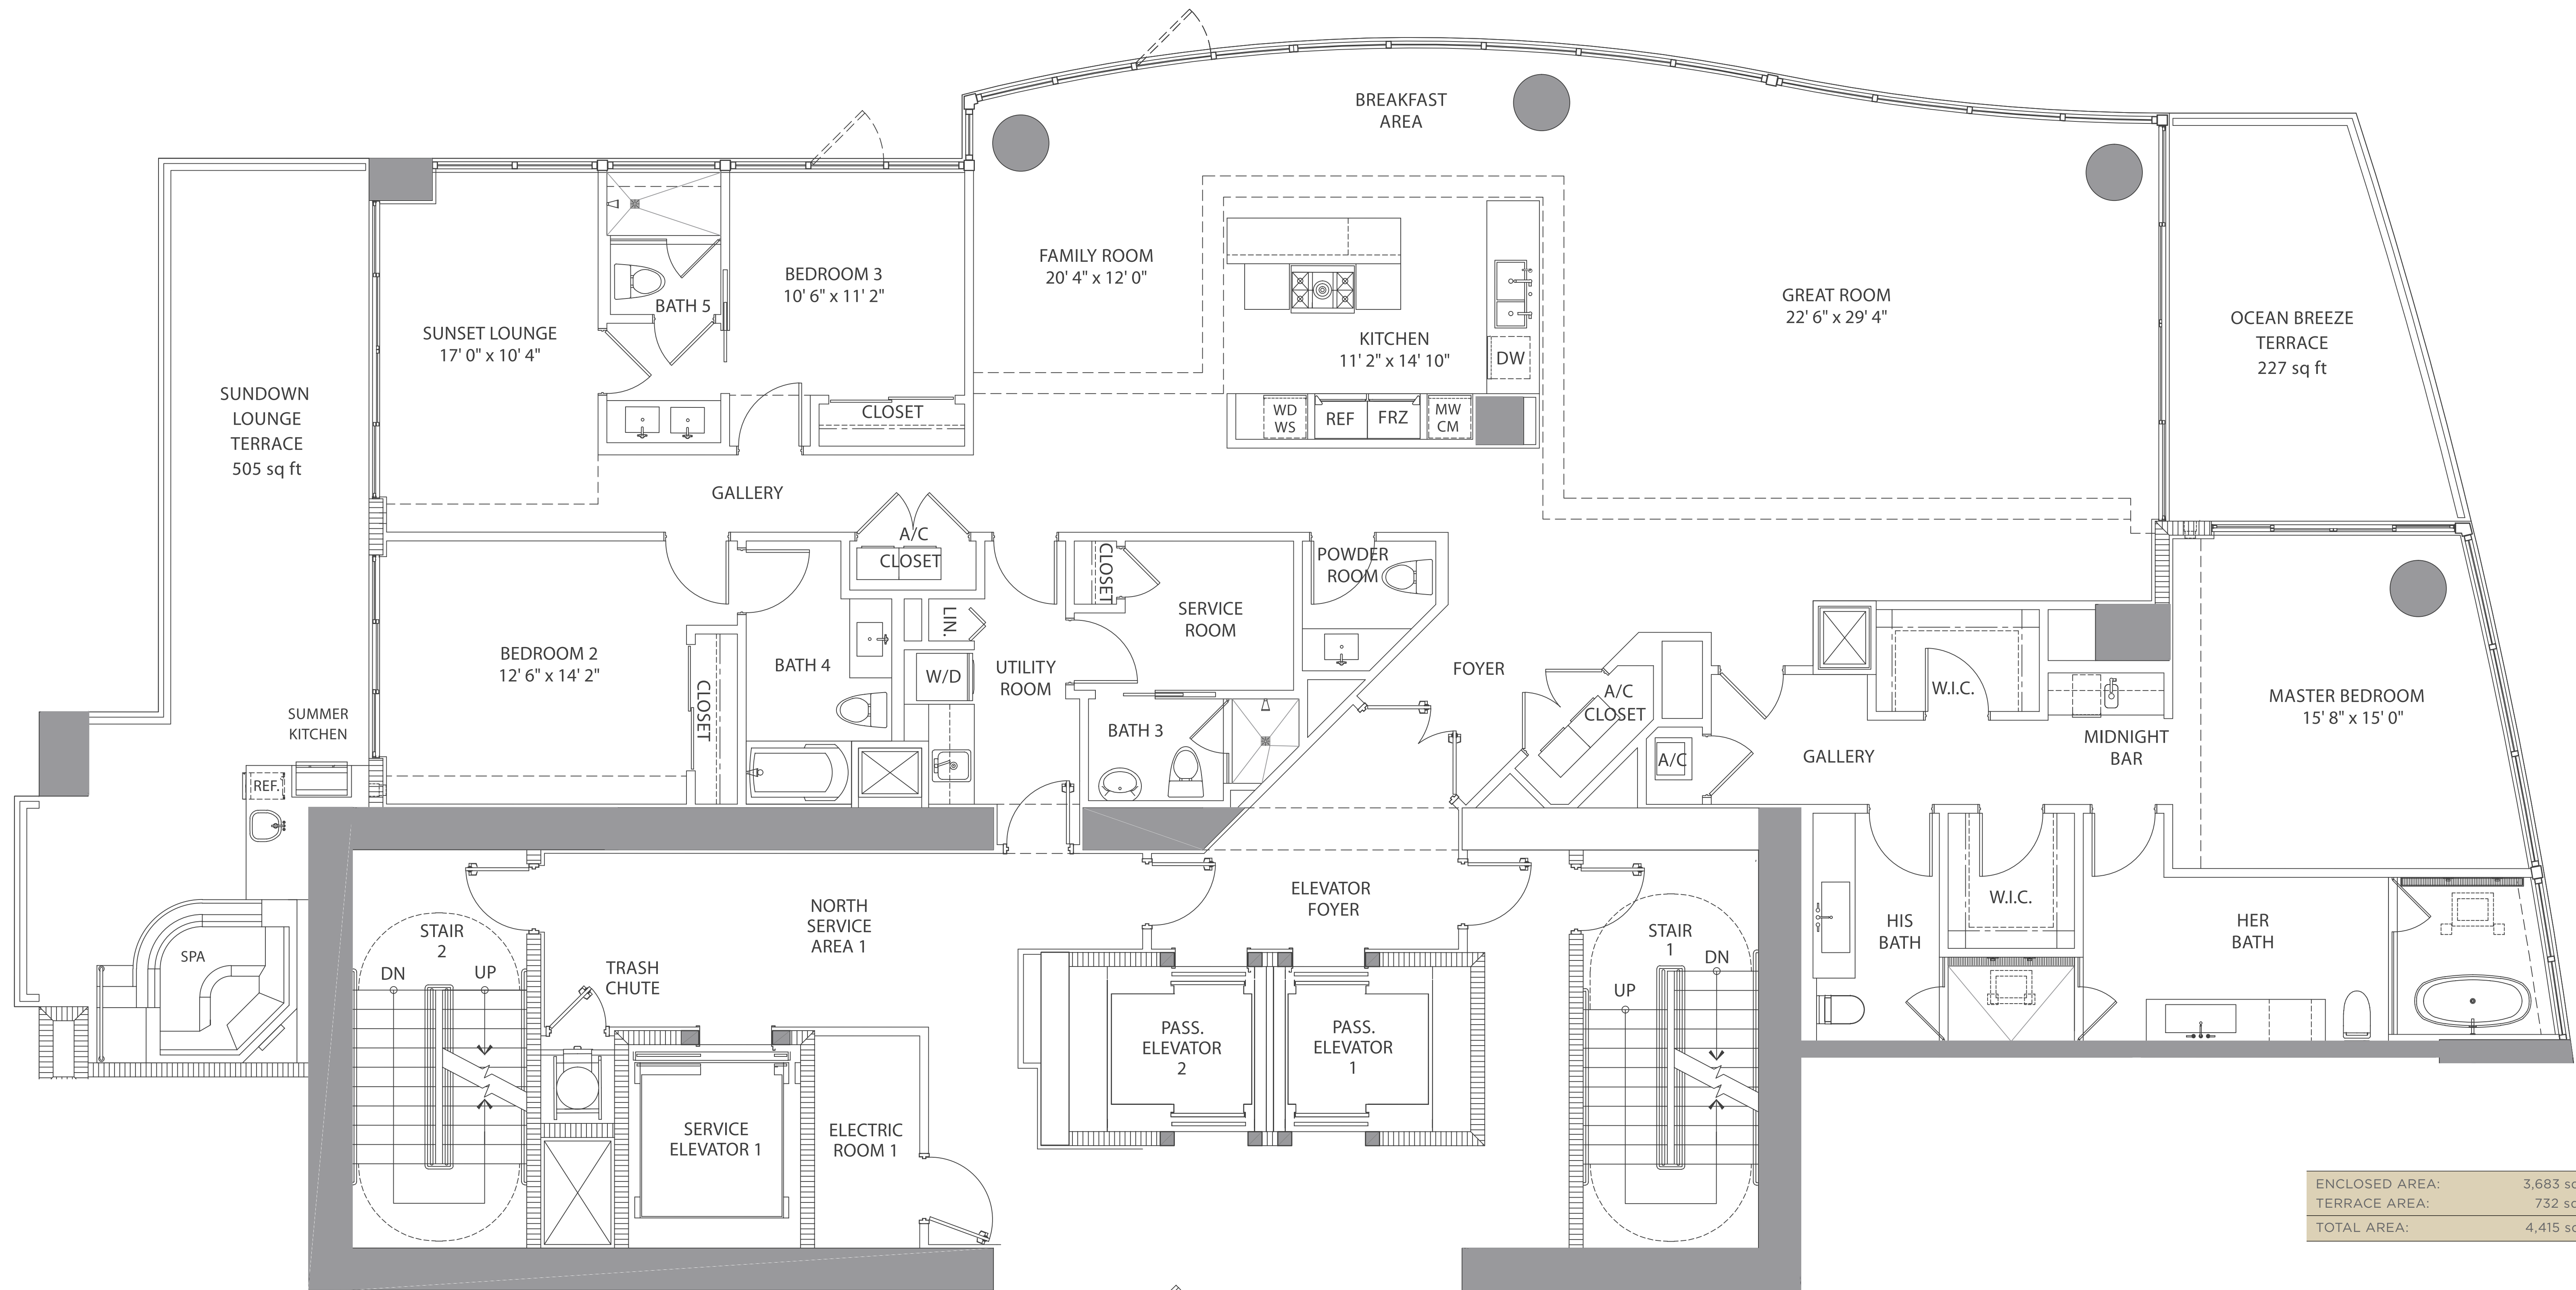 BREAKFAST
AREA
FAMILY ROOM
20' 4" x 12' 0"
BEDROOM 3
10' 6" x 11' 2"
BATH 5
SUNSET LOUNGE
17' 0" x 10' 4"
KITCHEN
11' 2" x 14' 10"
DW
GREAT ROOM
22' 6" x 29' 4"
OCEAN BREEZE
TERRACE
227 sq ft
SUNDOWN
LOUNGE
TERRACE
505 sq ft
CLOSET
WD
WS
REF
FRZ
MW
CM
GALLERY
A/C
CLOSET
CLOSET
POWDER
ROOM
SERVICE
ROOM
LIN.
BEDROOM 2
12' 6" x 14' 2"
CLOSET
BATH 4
W/D
UTILITY
ROOM
BATH 3
FOYER
A/C
CLOSET
A/C
W.I.C.
GALLERY
MIDNIGHT
BAR
MASTER BEDROOM
15' 8" x 15' 0"
SUMMER
KITCHEN
REF.
SPA
STAIR
2
DN
UP
NORTH
SERVICE
AREA 1
TRASH
CHUTE
ELEVATOR
FOYER
STAIR
1
DN
UP
HIS
BATH
W.I.C.
HER
BATH
PASS.
ELEVATOR
2
PASS.
ELEVATOR
1
SERVICE
ELEVATOR 1
ELECTRIC
ROOM 1
ENCLOSED AREA: 3,683
TERRACE AREA: 732
TOTAL AREA: 4,415